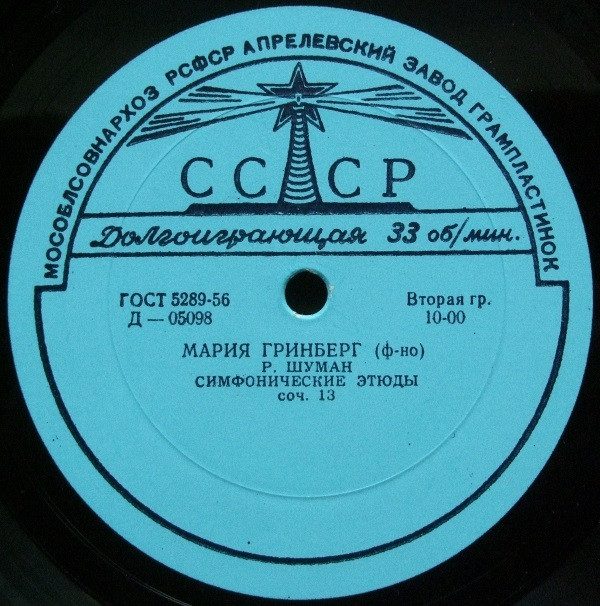 МОСОБЛСОВНАРХОЗ РСФСР АПРЕЛЕВСКИЙ ЗАВОД ГРАМПЛАСТИНОК
СССР
Долгоиграющая 33 об/мин.
ГОСТ 5289-56 Вторая гр.
Д — 05098 10-00
МАРИЯ ГРИНБЕРГ (ф-но)
Р. ШУМАН
СИМФОНИЧЕСКИЕ ЭТЮДЫ
соч. 13